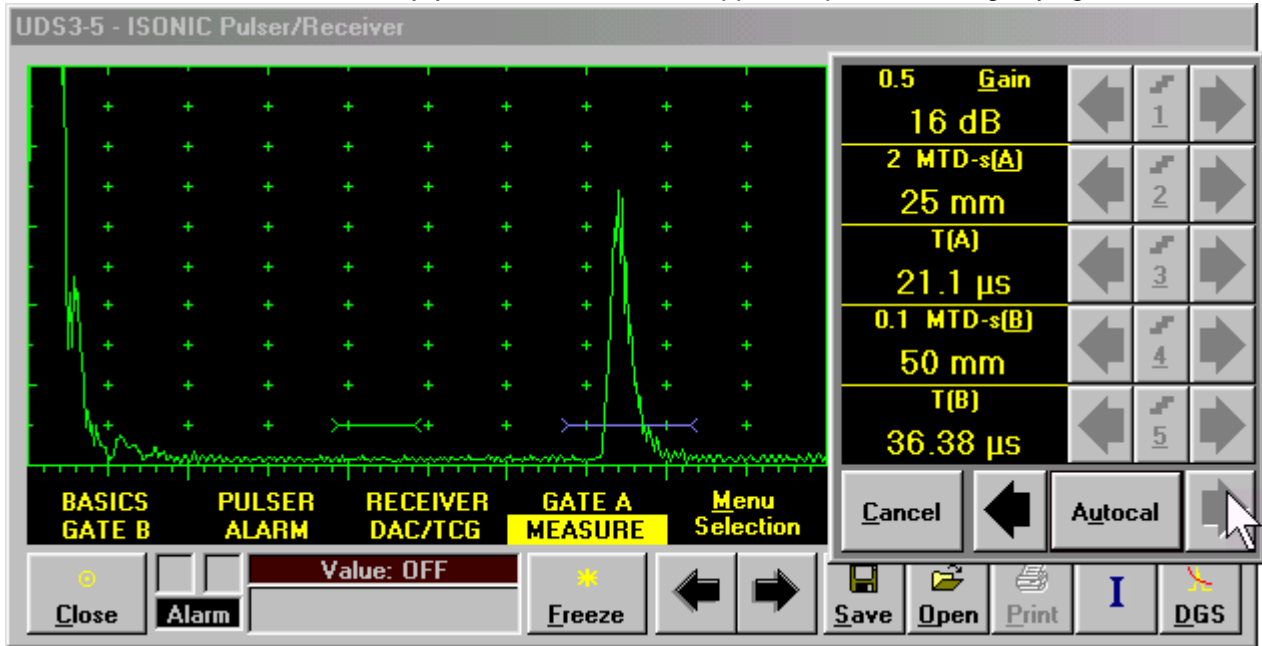 UDS3-5 - ISONIC Pulser/Receiver
0.5 Gain
16 dB
1
2 MTD-s(A)
25 mm
2
T(A)
21.1 µs
3
0.1 MTD-s(B)
50 mm
4
T(B)
36.38 µs
5
BASICS PULSER RECEIVER GATE A Menu
GATE B ALARM DAC/TCG MEASURE Selection
Cancel Autocal
Value: OFF
Close Alarm Freeze Save Open Print I DGS